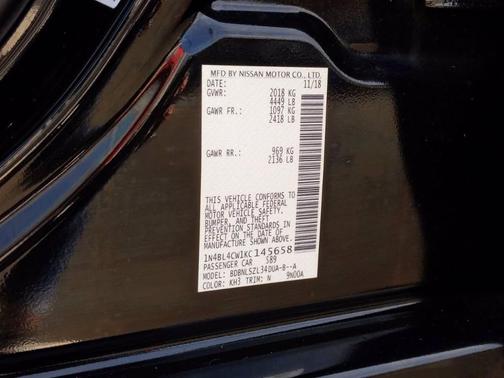 MFD BY NISSAN MOTOR CO., LTD.
DATE: 11/18
GVWR: 2018 KG
4449 LB
GAWR FR.: 1097 KG
2418 LB
GAWR RR.: 969 KG
2136 LB
THIS VEHICLE CONFORMS TO
ALL APPLICABLE FEDERAL
MOTOR VEHICLE SAFETY,
BUMPER, AND THEFT
PREVENTION STANDARDS IN
EFFECT ON THE DATE OF
MANUFACTURE SHOWN ABOVE.
1N4BL4CW1KC145658
PASSENGER CAR 589
MODEL: BDBNLSZL34DUA-B--A
COLOR: KH3 TRIM: N 9N00A